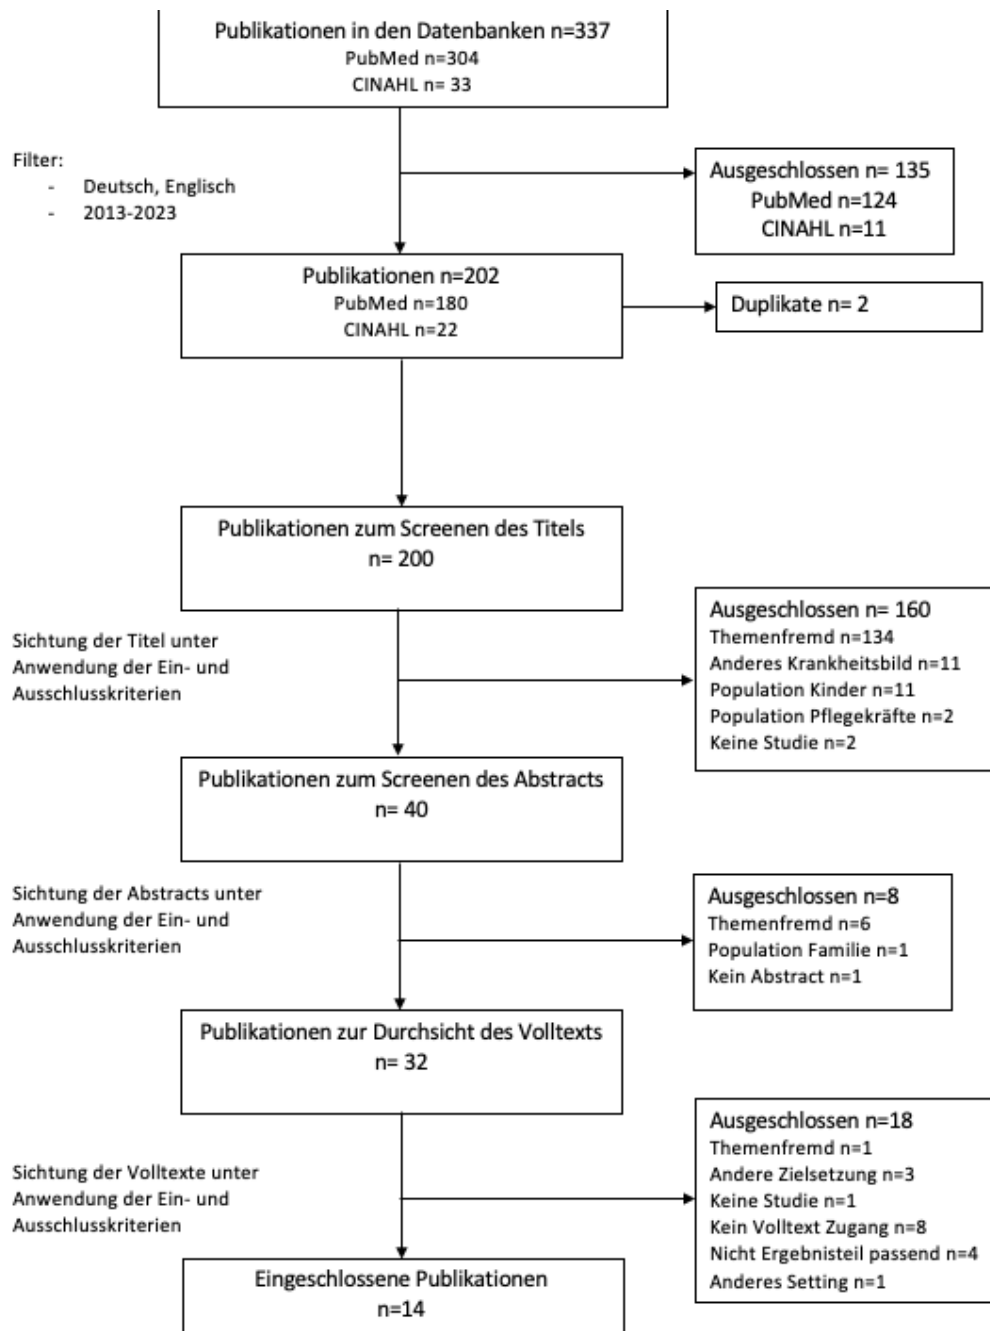 Publikationen in den Datenbanken n=337
PubMed n=304
CINAHL n= 33
Filter:
- Deutsch, Englisch
- 2013-2023
Ausgeschlossen n= 135
PubMed n=124
CINAHL n=11
Publikationen n=202
PubMed n=180
CINAHL n=22
Duplikate n= 2
Publikationen zum Screenen des Titels
n= 200
Sichtung der Titel unter
Anwendung der Ein- und
Ausschlusskriterien
Ausgeschlossen n= 160
Themenfremd n=134
Anderes Krankheitsbild n=11
Population Kinder n=11
Population Pflegekräfte n=2
Keine Studie n=2
Publikationen zum Screenen des Abstracts
n= 40
Sichtung der Abstracts unter
Anwendung der Ein- und
Ausschlusskriterien
Ausgeschlossen n=8
Themenfremd n=6
Population Familie n=1
Kein Abstract n=1
Publikationen zur Durchsicht des Volltexts
n= 32
Sichtung der Volltexte unter
Anwendung der Ein- und
Ausschlusskriterien
Ausgeschlossen n=18
Themenfremd n=1
Andere Zielsetzung n=3
Keine Studie n=1
Kein Volltext Zugang n=8
Nicht Ergebnisteil passend n=4
Anderes Setting n=1
Eingeschlossene Publikationen
n=14